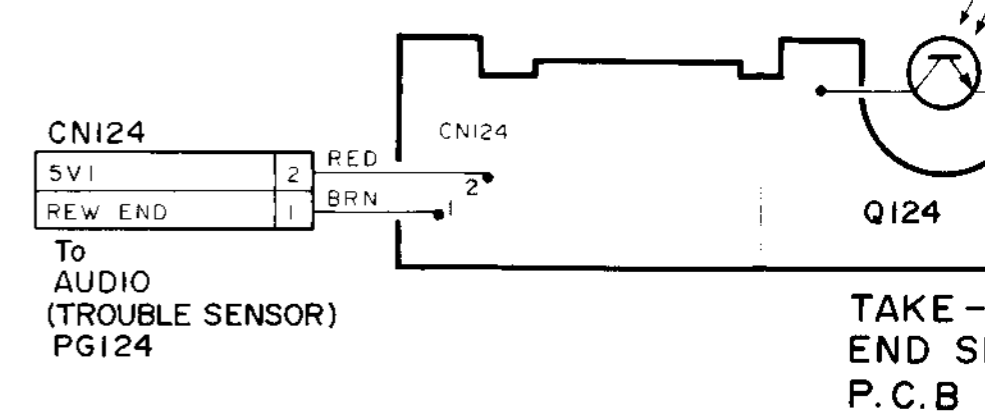 CN124
5V1 2 RED
REW END 1 BRN
To
AUDIO
(TROUBLE SENSOR)
PG124
CN124
2
1
Q124
TAKE-
END
P.C.B